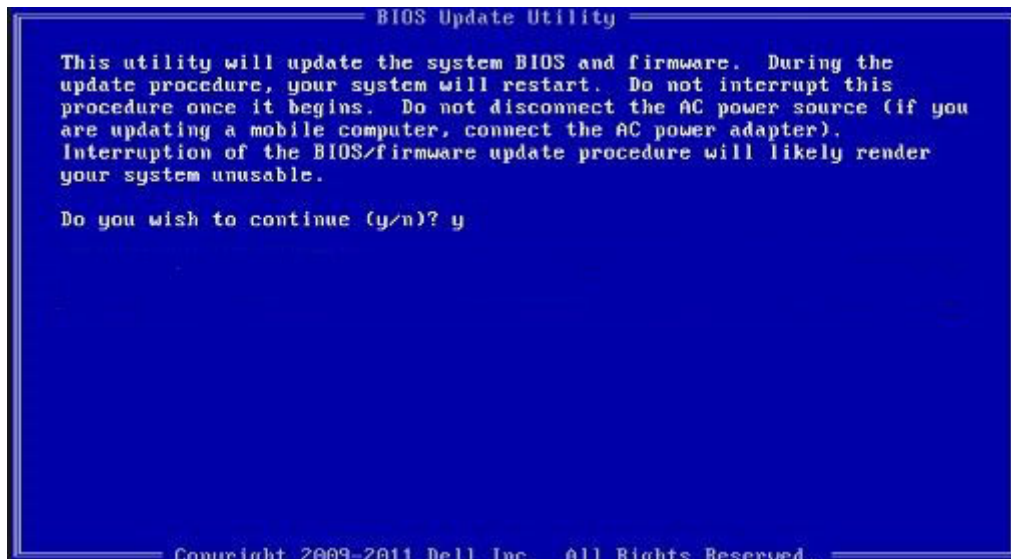 BIOS Update Utility
This utility will update the system BIOS and firmware.  During the
update procedure, your system will restart.  Do not interrupt this
procedure once it begins.  Do not disconnect the AC power source (if you
are updating a mobile computer, connect the AC power adapter).
Interruption of the BIOS/firmware update procedure will likely render
your system unusable.
Do you wish to continue (y/n)? y
Copyright 2009-2011 Dell Inc.  All Rights Reserved.